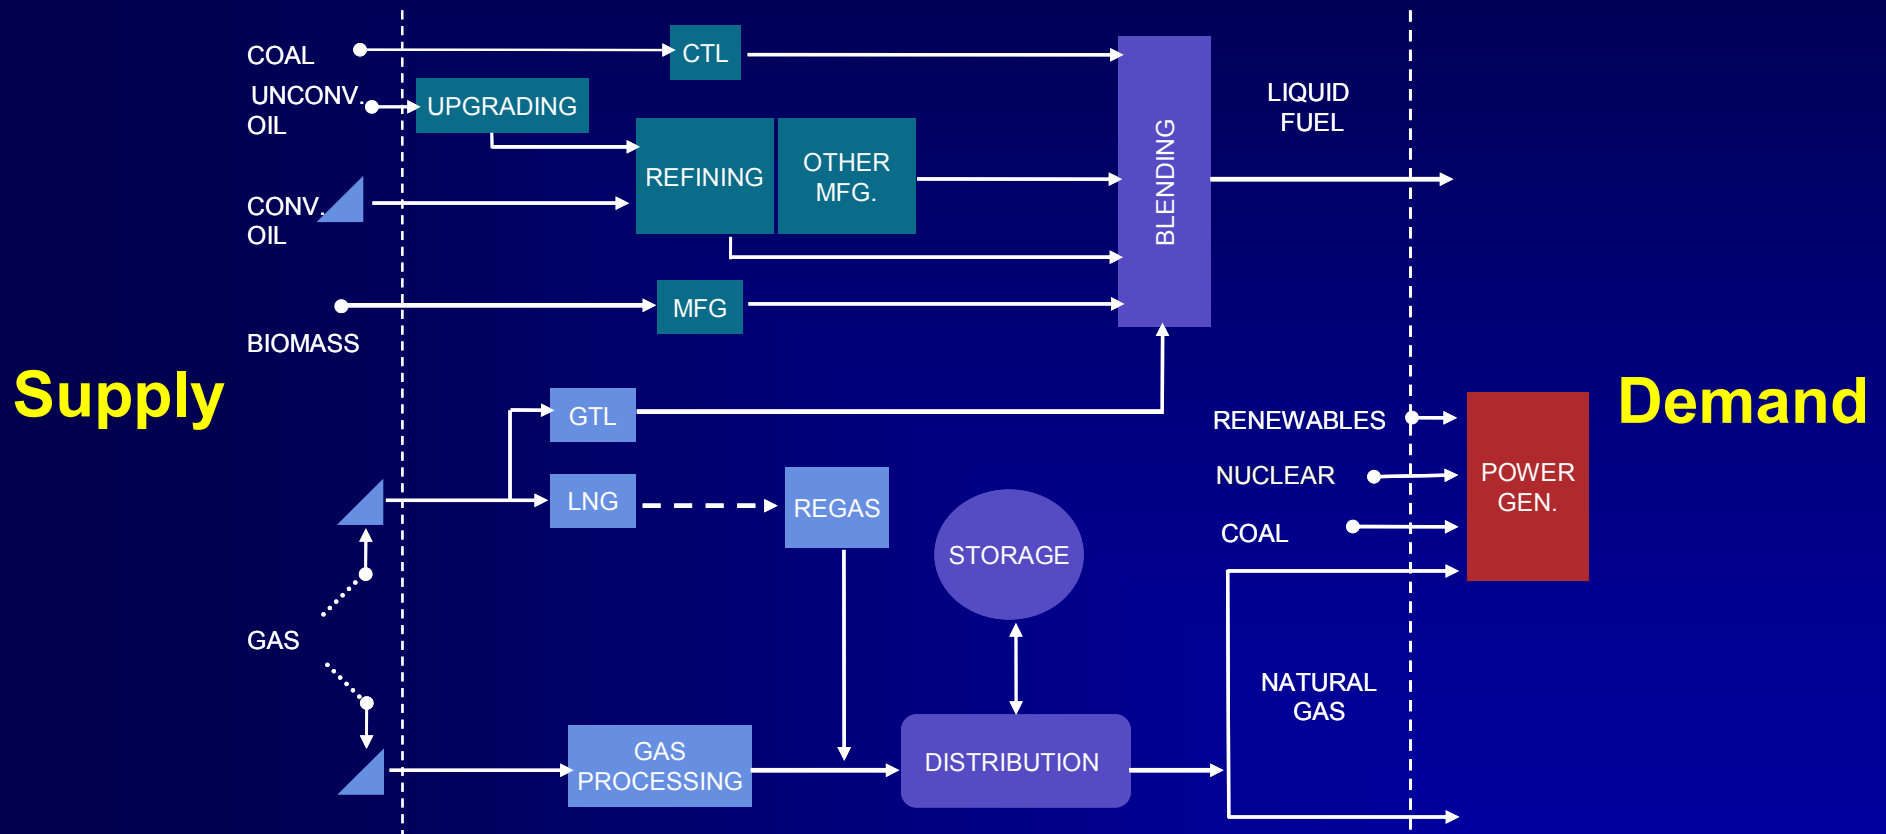 COAL
CTL
UNCONV.
OIL
UPGRADING
REFINING
OTHER
MFG.
BLENDING
LIQUID
FUEL
CONV.
OIL
MFG
BIOMASS
Supply
Demand
GTL
RENEWABLES
LNG
REGAS
NUCLEAR
POWER
GEN.
COAL
STORAGE
GAS
NATURAL
GAS
GAS
PROCESSING
DISTRIBUTION